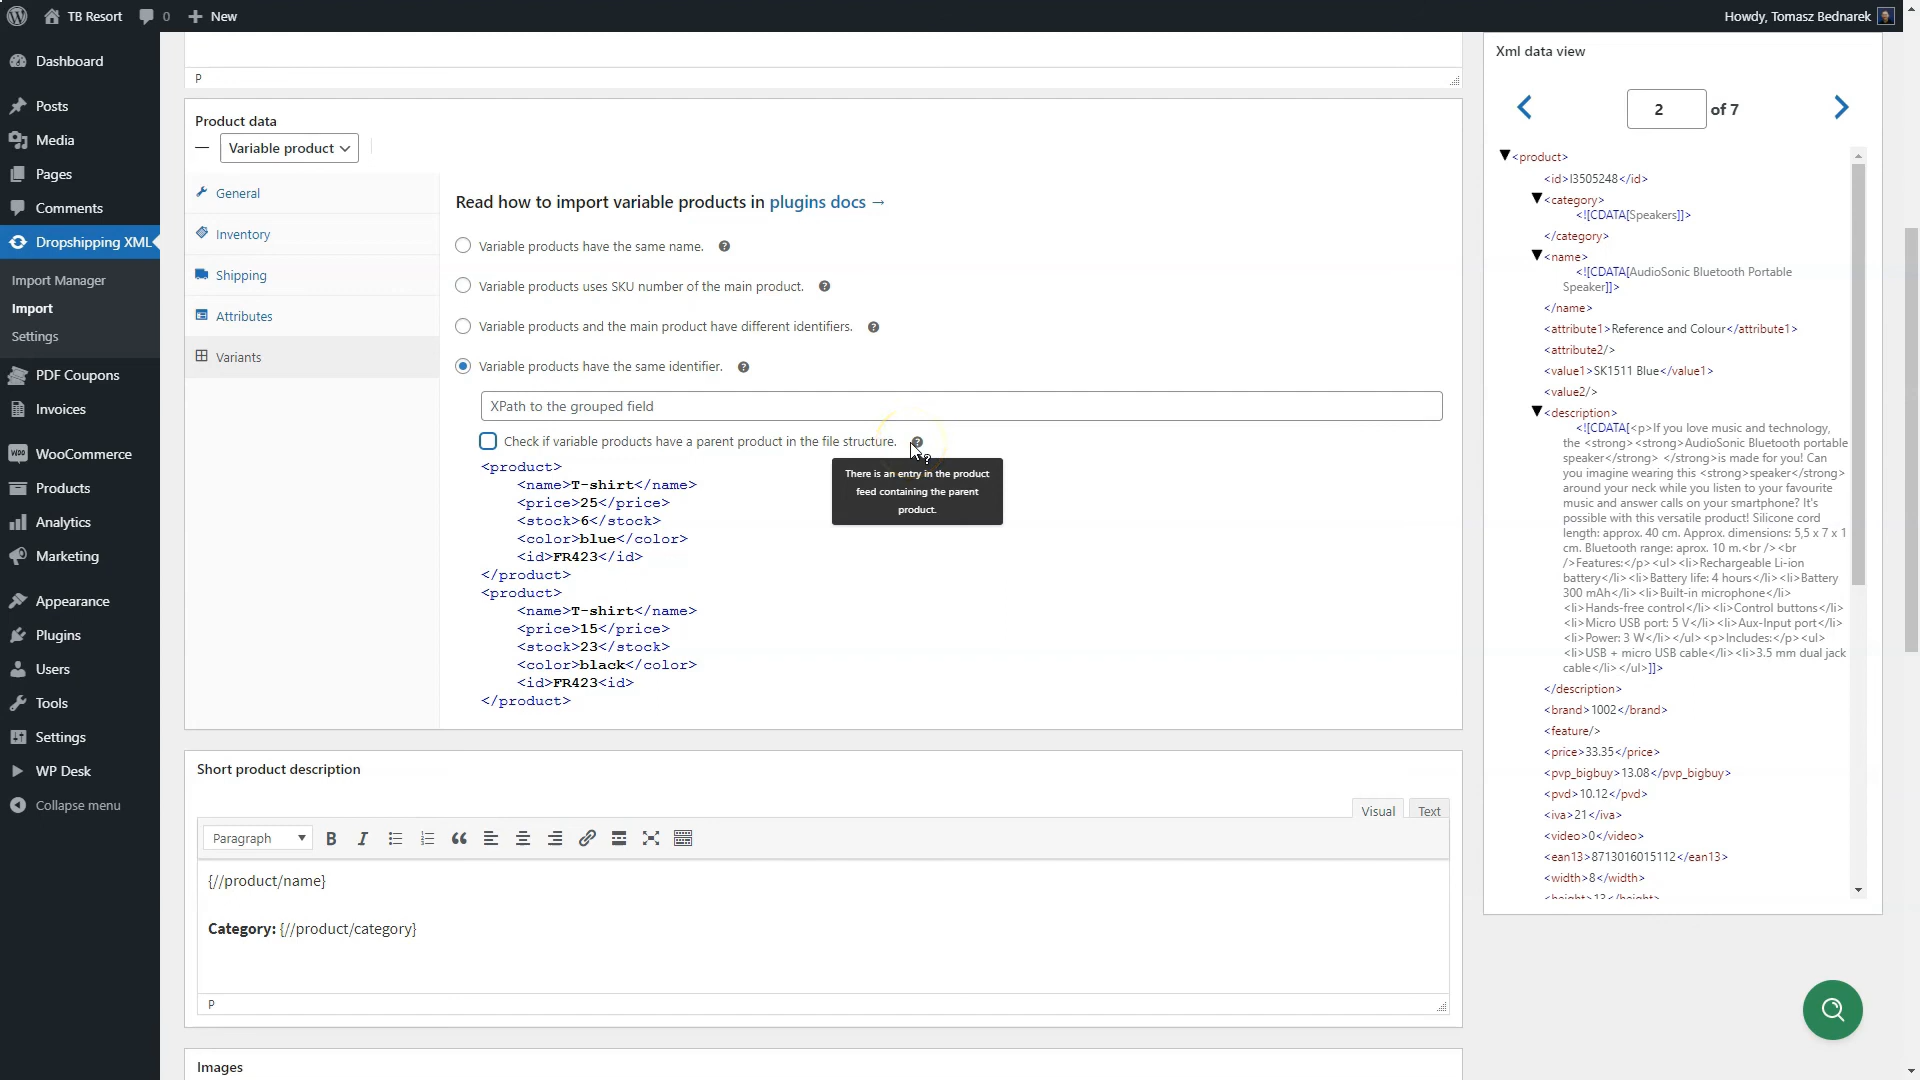 TB Resort
0
New
Howdy, Tomasz Bednarek
Dashboard
Posts
Media
Pages
Comments
Dropshipping XML
Import Manager
Import
Settings
PDF Coupons
Invoices
WooCommerce
Products
Analytics
Marketing
Appearance
Plugins
Users
Tools
Settings
WP Desk
Collapse menu
P
Product data
— Variable product
General
Inventory
Shipping
Attributes
Variants
Read how to import variable products in plugins docs →
Variable products have the same name.
Variable products uses SKU number of the main product.
Variable products and the main product have different identifiers.
Variable products have the same identifier.
XPath to the grouped field
Check if variable products have a parent product in the file structure.
There is an entry in the product
feed containing the parent
product.
<product>
<name>T-shirt</name>
<price>25</price>
<stock>6</stock>
<color>blue</color>
<id>FR423</id>
</product>
<product>
<name>T-shirt</name>
<price>15</price>
<stock>23</stock>
<color>black</color>
<id>FR423<id>
</product>
Short product description
Visual
Text
Paragraph
{//product/name}
Category: {//product/category}
P
Images
Xml data view
2 of 7
<product>
<id>I3505248</id>
<category>
<![CDATA[Speakers]]>
</category>
<name>
<![CDATA[AudioSonic Bluetooth Portable
Speaker]]>
</name>
<attribute1>Reference and Colour</attribute1>
<attribute2/>
<value1>SK1511 Blue</value1>
<value2/>
<description>
<![CDATA[<p>If you love music and technology,
the <strong><strong>AudioSonic Bluetooth portable
speaker</strong> </strong>is made for you! Can
you imagine wearing this <strong>speaker</strong>
around your neck while you listen to your favourite
music and answer calls on your smartphone? It's
possible with this versatile product! Silicone cord
length: approx. 40 cm. Approx. dimensions: 5,5 x 7 x 1
cm. Bluetooth range: aprox. 10 m.<br /><br
/>Features:</p><ul><li>Rechargeable Li-ion
battery</li><li>Battery life: 4 hours</li><li>Battery
300 mAh</li><li>Built-in microphone</li>
<li>Hands-free control</li><li>Control buttons</li>
<li>Micro USB port: 5 V</li><li>Aux-Input port</li>
<li>Power: 3 W</li></ul><p>Includes:</p><ul>
<li>USB + micro USB cable</li><li>3.5 mm dual jack
cable</li></ul>]]>
</description>
<brand>1002</brand>
<feature/>
<price>33.35</price>
<pvp_bigbuy>13.08</pvp_bigbuy>
<pvd>10.12</pvd>
<iva>21</iva>
<video>0</video>
<ean13>8713016015112</ean13>
<width>8</width>
<height>13</height>